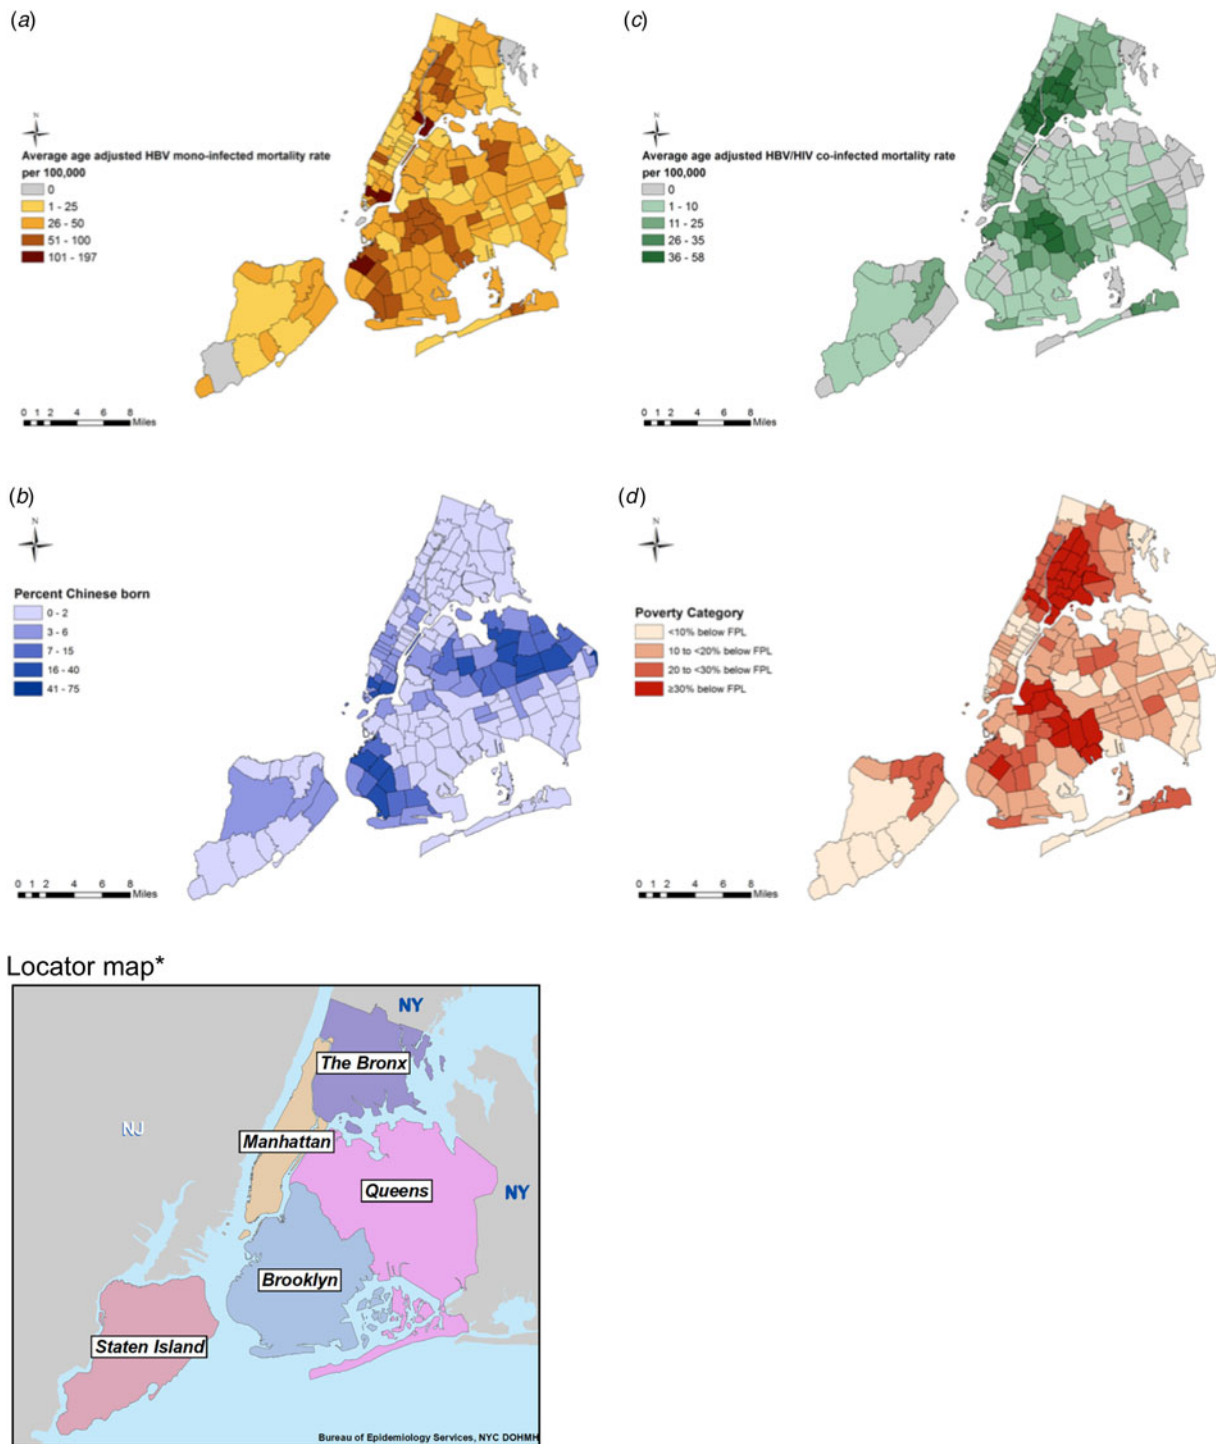 (a)
N
Average age adjusted HBV mono-infected mortality rate
per 100,000
0
1 - 25
26 - 50
51 - 100
101 - 197
0 1 2 4 6 8
Miles
(c)
N
Average age adjusted HBV/HIV co-infected mortality rate
per 100,000
0
1 - 10
11 - 25
26 - 35
36 - 58
0 1 2 4 6 8
Miles
(b)
N
Percent Chinese born
0 - 2
3 - 6
7 - 15
16 - 40
41 - 75
0 1 2 4 6 8
Miles
(d)
N
Poverty Category
<10% below FPL
10 to <20% below FPL
20 to <30% below FPL
≥30% below FPL
0 1 2 4 6 8
Miles
Locator map*
NY
The Bronx
NJ
Manhattan
Queens
NY
Brooklyn
Staten Island
Bureau of Epidemiology Services, NYC DOHMH